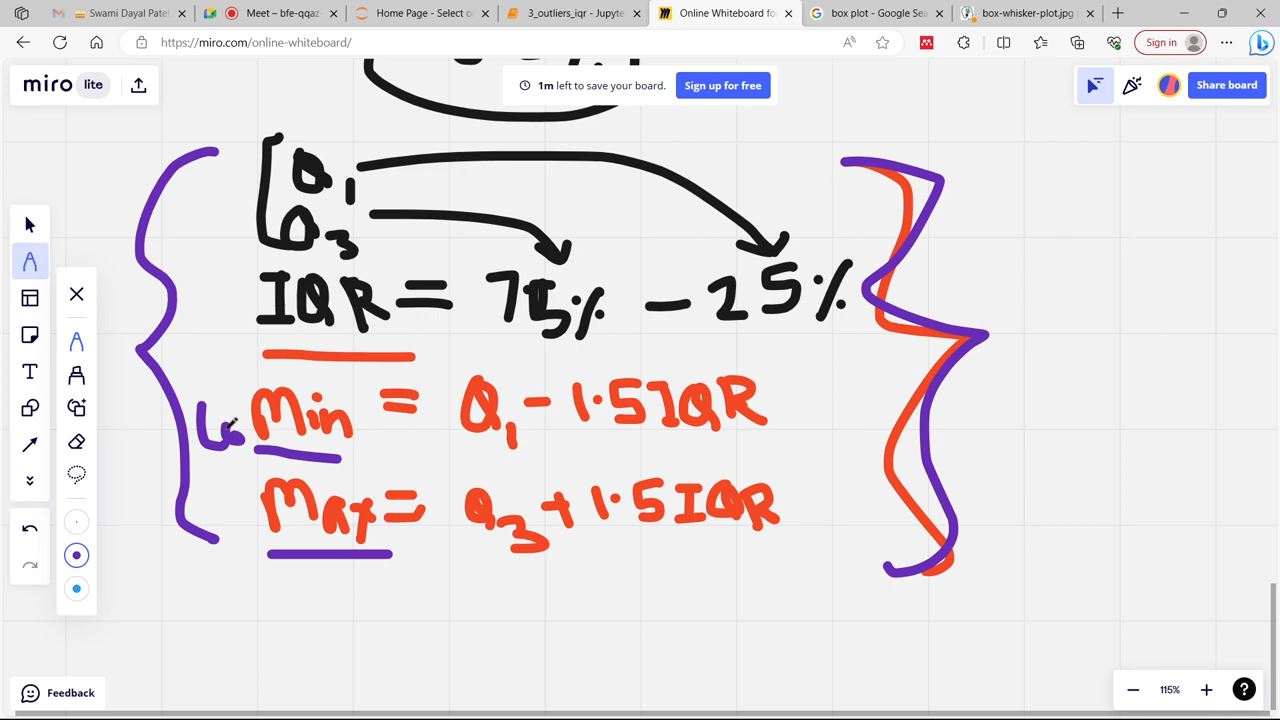 Swami Dayal Patel
Meet – bfe-qqaz
Home Page - Select o
3_outliers_iqr - Jupyte
Online Whiteboard fo
box plot - Google Sea
box-whisker-plot.jpg (
https://miro.com/online-whiteboard/
Sign in
miro lite
1m left to save your board.
Sign up for free
Share board
Q1
Q3
IQR = 75% - 25%
Min = Q1 - 1.5IQR
Max = Q3 + 1.5IQR
Feedback
115%